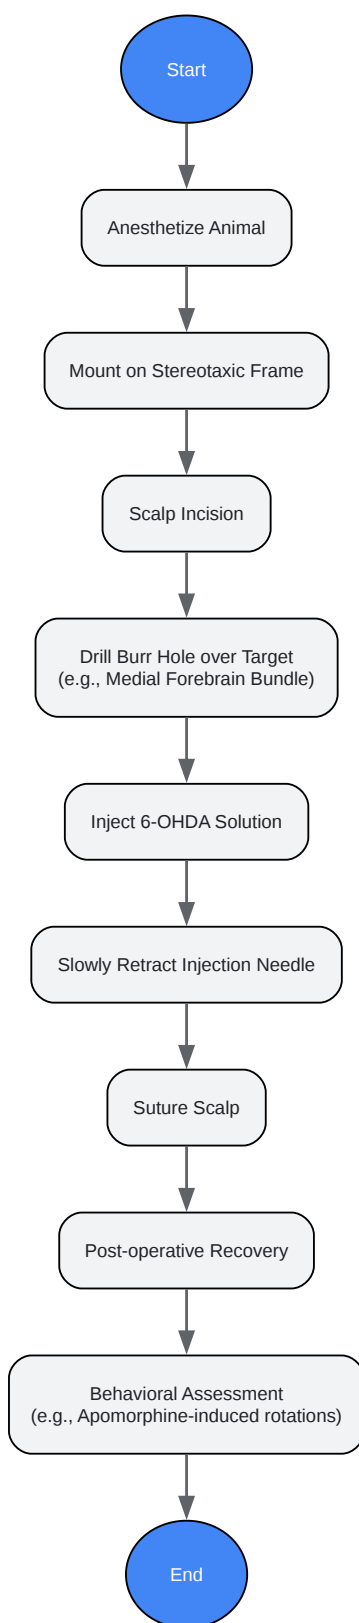 Start
Anesthetize Animal
Mount on Stereotaxic Frame
Scalp Incision
Drill Burr Hole over Target
(e.g., Medial Forebrain Bundle)
Inject 6-OHDA Solution
Slowly Retract Injection Needle
Suture Scalp
Post-operative Recovery
Behavioral Assessment
(e.g., Apomorphine-induced rotations)
End